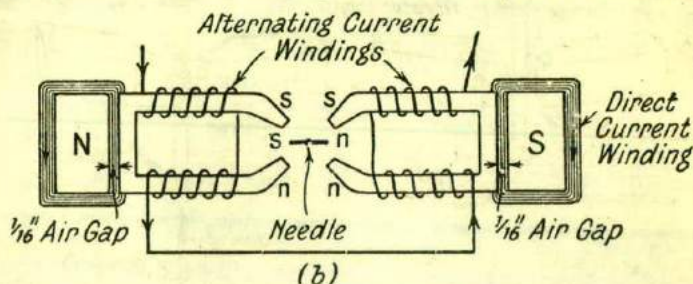 Alternating Current
Windings
N
S
s
s
s
n
n
n
Direct
Current
Winding
1/16" Air Gap
Needle
1/16" Air Gap
(b)